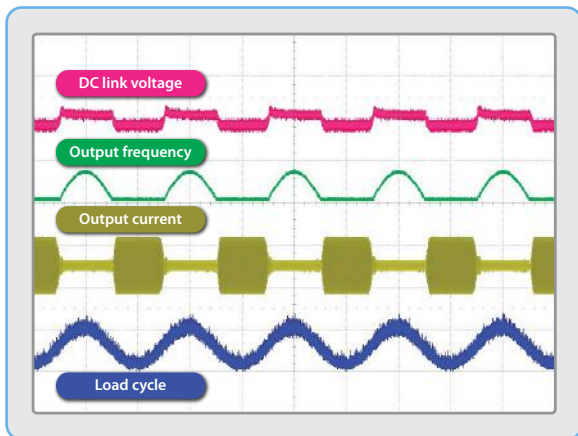 DC link voltage
Output frequency
Output current
Load cycle